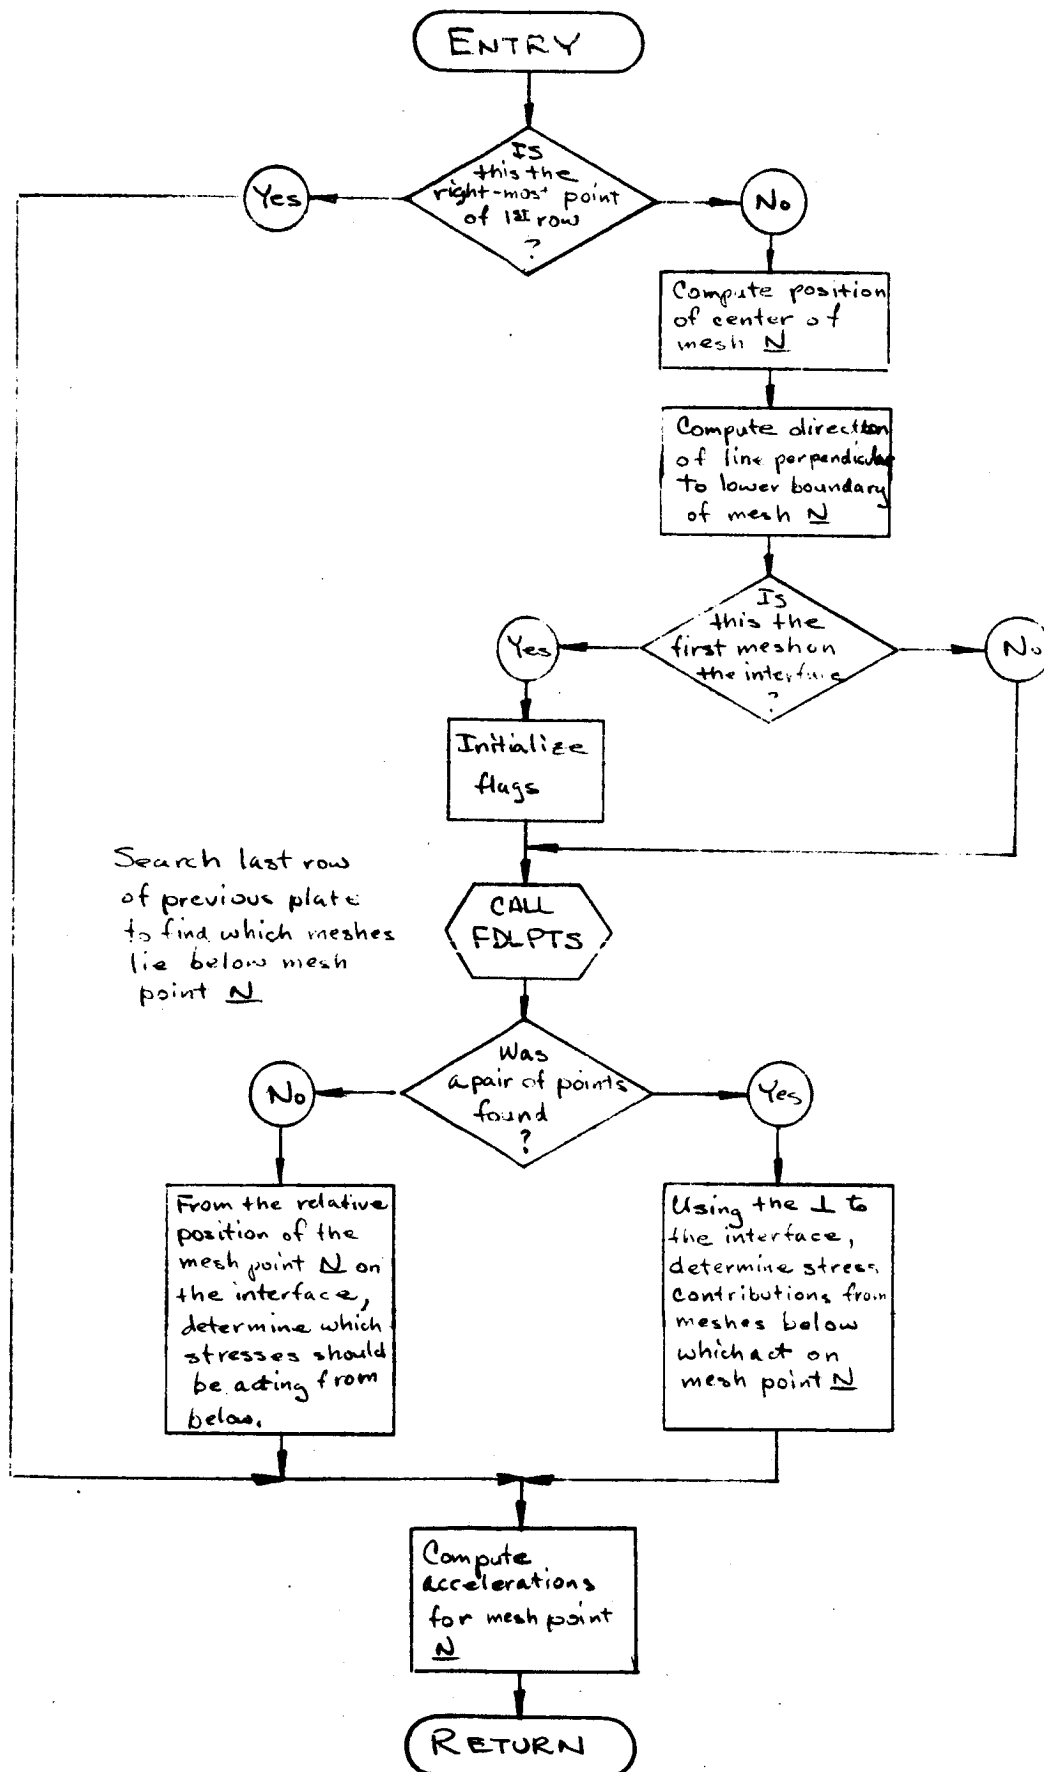 ENTRY
Is
this the
right-most point
of 1st row
?
Yes
No
Compute position
of center of
mesh N
Compute direction
of line perpendicular
to lower boundary
of mesh N
Is
this the
first mesh on
the interface
?
Yes
No
Initialize
flags
Search last row
of previous plate
to find which meshes
lie below mesh
point N
CALL
FDLPTS
Was
a pair of points
found
?
No
Yes
From the relative
position of the
mesh point N on
the interface,
determine which
stresses should
be acting from
below.
Using the ⊥ to
the interface,
determine stress
contributions from
meshes below
which act on
mesh point N
Compute
accelerations
for mesh point
N
RETURN